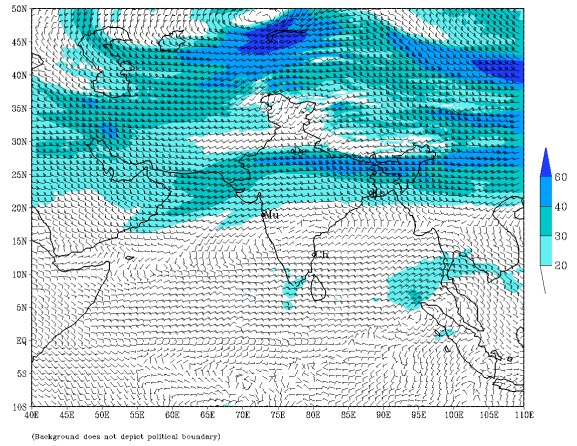 50N
45N
40N
35N
30N
25N
20N
15N
10N
5N
EQ
5S
10S
40E 45E 50E 55E 60E 65E 70E 75E 80E 85E 90E 95E 100E 105E 110E
Mu
Ch
60
40
30
20
(Background does not depict political boundary)